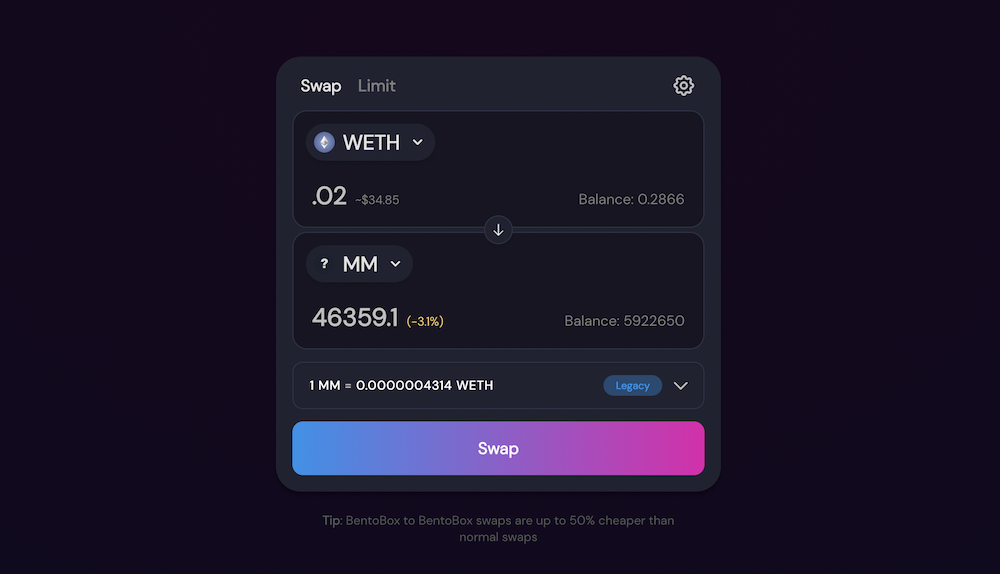 Swap Limit
WETH
.02 ~$34.85 Balance: 0.2866
? MM
46359.1 (-3.1%) Balance: 5922650
1 MM = 0.0000004314 WETH Legacy
Swap
Tip: BentoBox to BentoBox swaps are up to 50% cheaper than
normal swaps